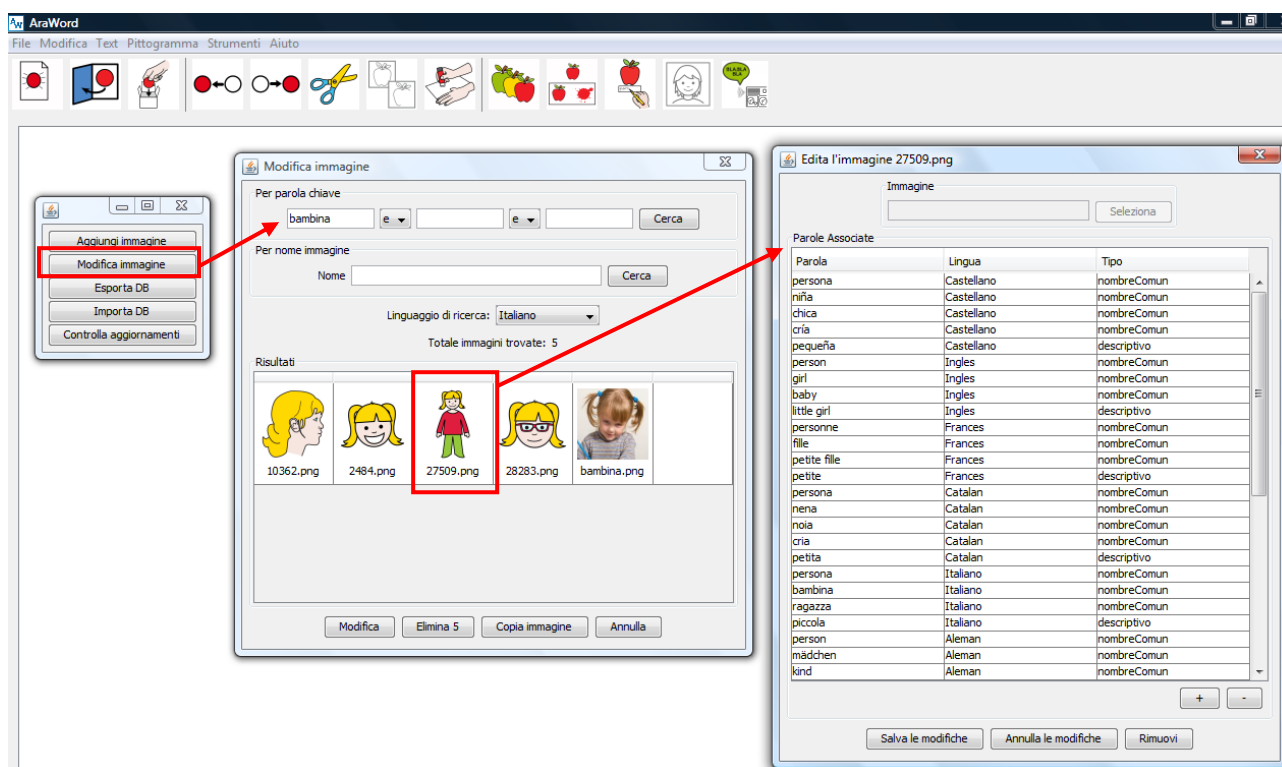 AraWord
File Modifica Text Pittogramma Strumenti Aiuto
BLABLA
BLA
Aggiungi immagine
Modifica immagine
Esporta DB
Importa DB
Controlla aggiornamenti
Modifica immagine
Per parola chiave
bambina e e Cerca
Per nome immagine
Nome Cerca
Linguaggio di ricerca: Italiano
Totale immagini trovate: 5
Risultati
10362.png 2484.png 27509.png 28283.png bambina.png
Modifica Elimina 5 Copia immagine Annulla
Edita l'immagine 27509.png
Immagine
Seleziona
Parole Associate
Parola Lingua Tipo
persona Castellano nombreComun
niña Castellano nombreComun
chica Castellano nombreComun
cría Castellano nombreComun
pequeña Castellano descriptivo
person Ingles nombreComun
girl Ingles nombreComun
baby Ingles nombreComun
little girl Ingles descriptivo
personne Frances nombreComun
fille Frances nombreComun
petite fille Frances nombreComun
petite Frances descriptivo
persona Catalan nombreComun
nena Catalan nombreComun
noia Catalan nombreComun
cria Catalan nombreComun
petita Catalan descriptivo
persona Italiano nombreComun
bambina Italiano nombreComun
ragazza Italiano nombreComun
piccola Italiano descriptivo
person Aleman nombreComun
mädchen Aleman nombreComun
kind Aleman nombreComun
+ -
Salva le modifiche Annulla le modifiche Rimuovi